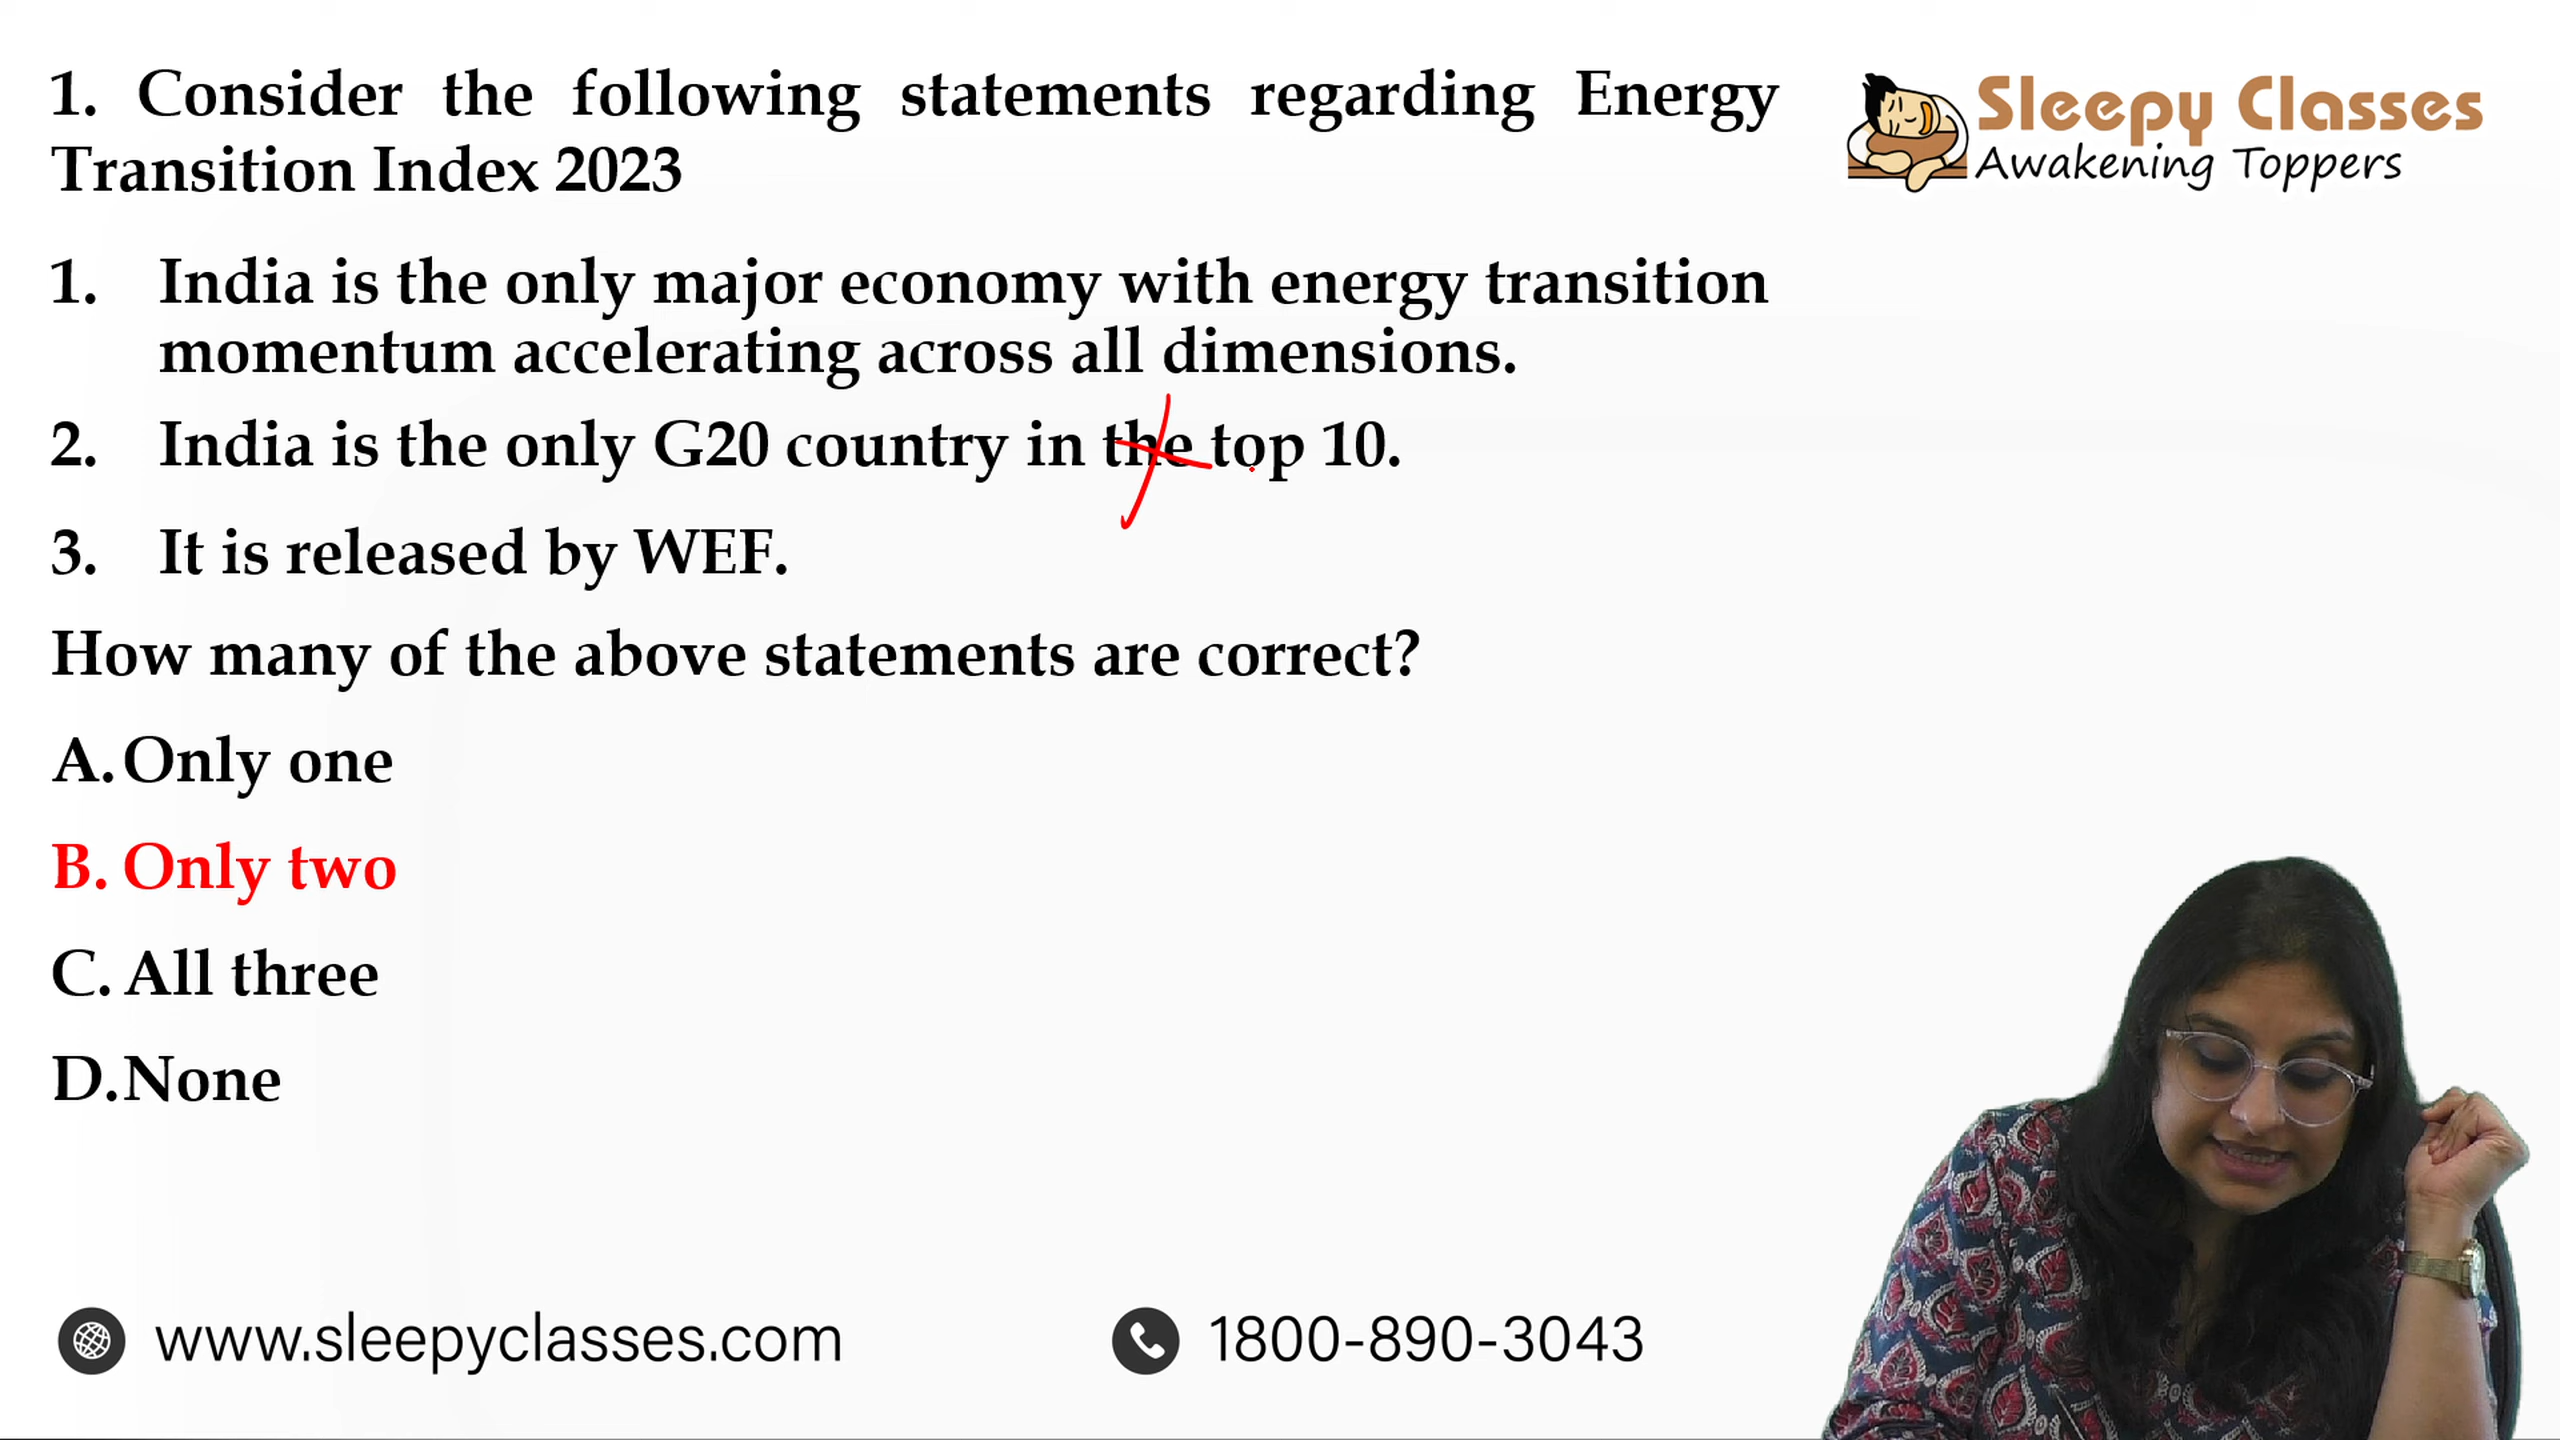 1. Consider the following statements regarding Energy
Transition Index 2023
Sleepy Classes
Awakening Toppers
1. India is the only major economy with energy transition
momentum accelerating across all dimensions.
2. India is the only G20 country in the top 10.
3. It is released by WEF.
How many of the above statements are correct?
A. Only one
B. Only two
C. All three
D. None
www.sleepyclasses.com
1800-890-3043